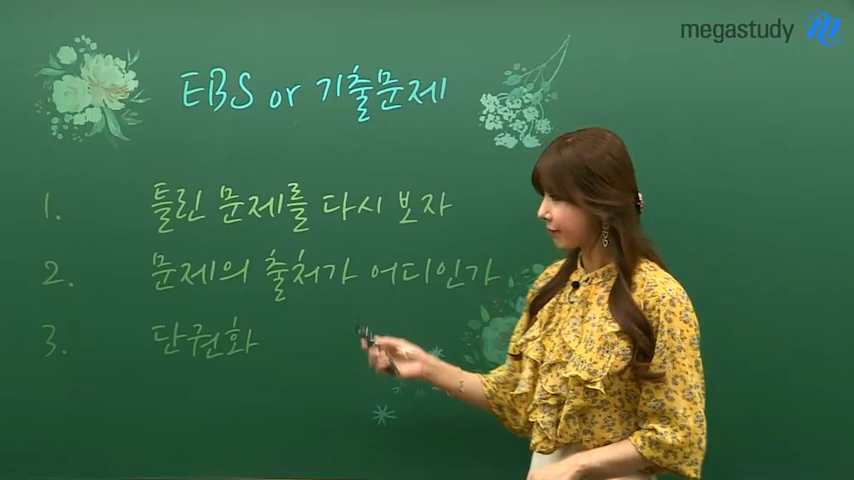 megastudy
EBS or 기출문제
1. 틀린 문제를 다시 보자
2. 문제의 출처가 어디인가
3. 단권화